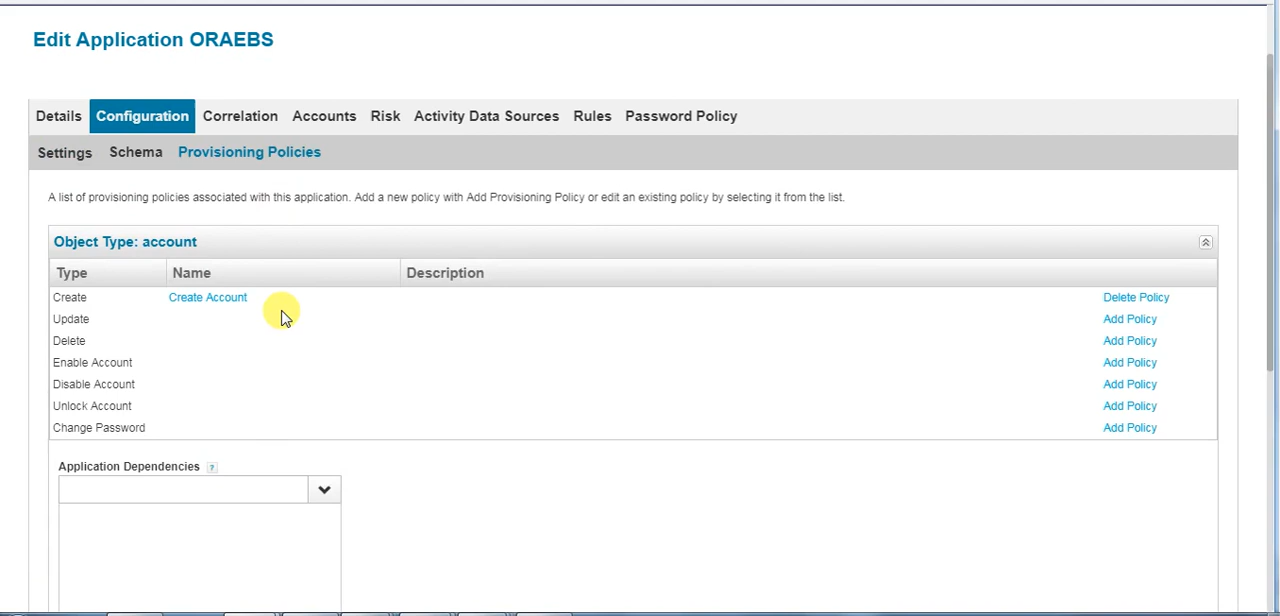 Edit Application ORAEBS
Details Configuration Correlation Accounts Risk Activity Data Sources Rules Password Policy
Settings Schema Provisioning Policies
A list of provisioning policies associated with this application. Add a new policy with Add Provisioning Policy or edit an existing policy by selecting it from the list.
Object Type: account
Type Name Description
Create Create Account Delete Policy
Update Add Policy
Delete Add Policy
Enable Account Add Policy
Disable Account Add Policy
Unlock Account Add Policy
Change Password Add Policy
Application Dependencies ?